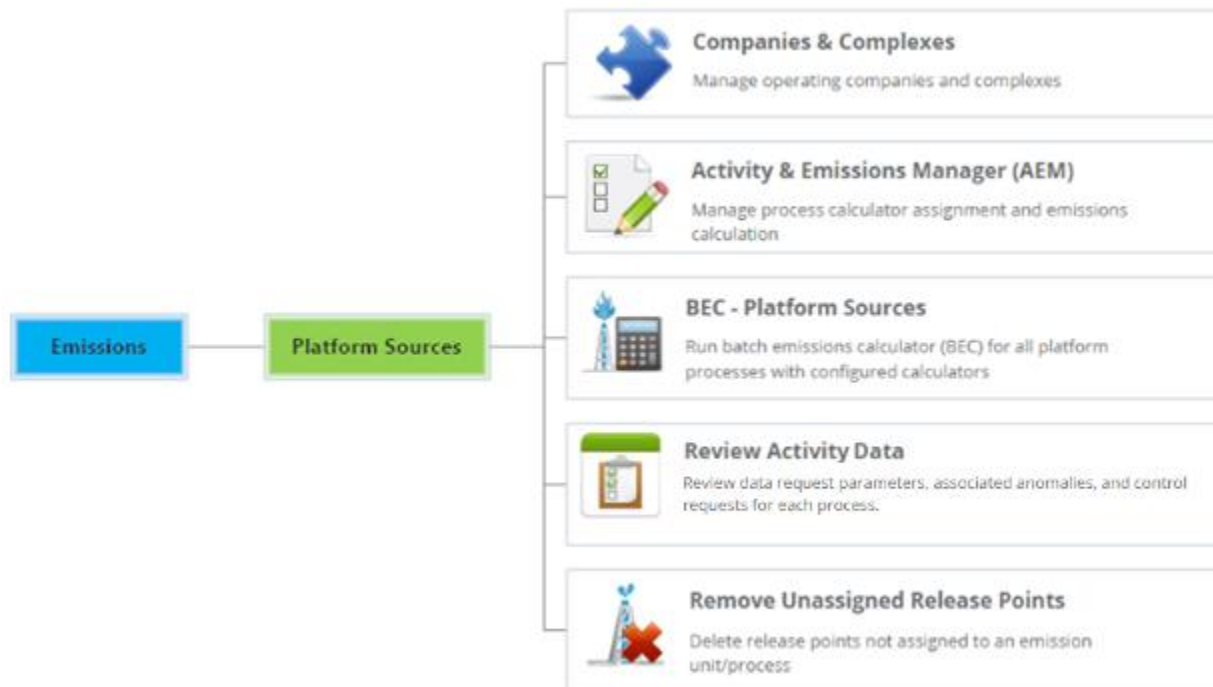 Companies & Complexes
Manage operating companies and complexes
Activity & Emissions Manager (AEM)
Manage process calculator assignment and emissions
calculation
Emissions
Platform Sources
BEC - Platform Sources
Run batch emissions calculator (BEC) for all platform
processes with configured calculators
Review Activity Data
Review data request parameters, associated anomalies, and control
requests for each process.
Remove Unassigned Release Points
Delete release points not assigned to an emission
unit/process